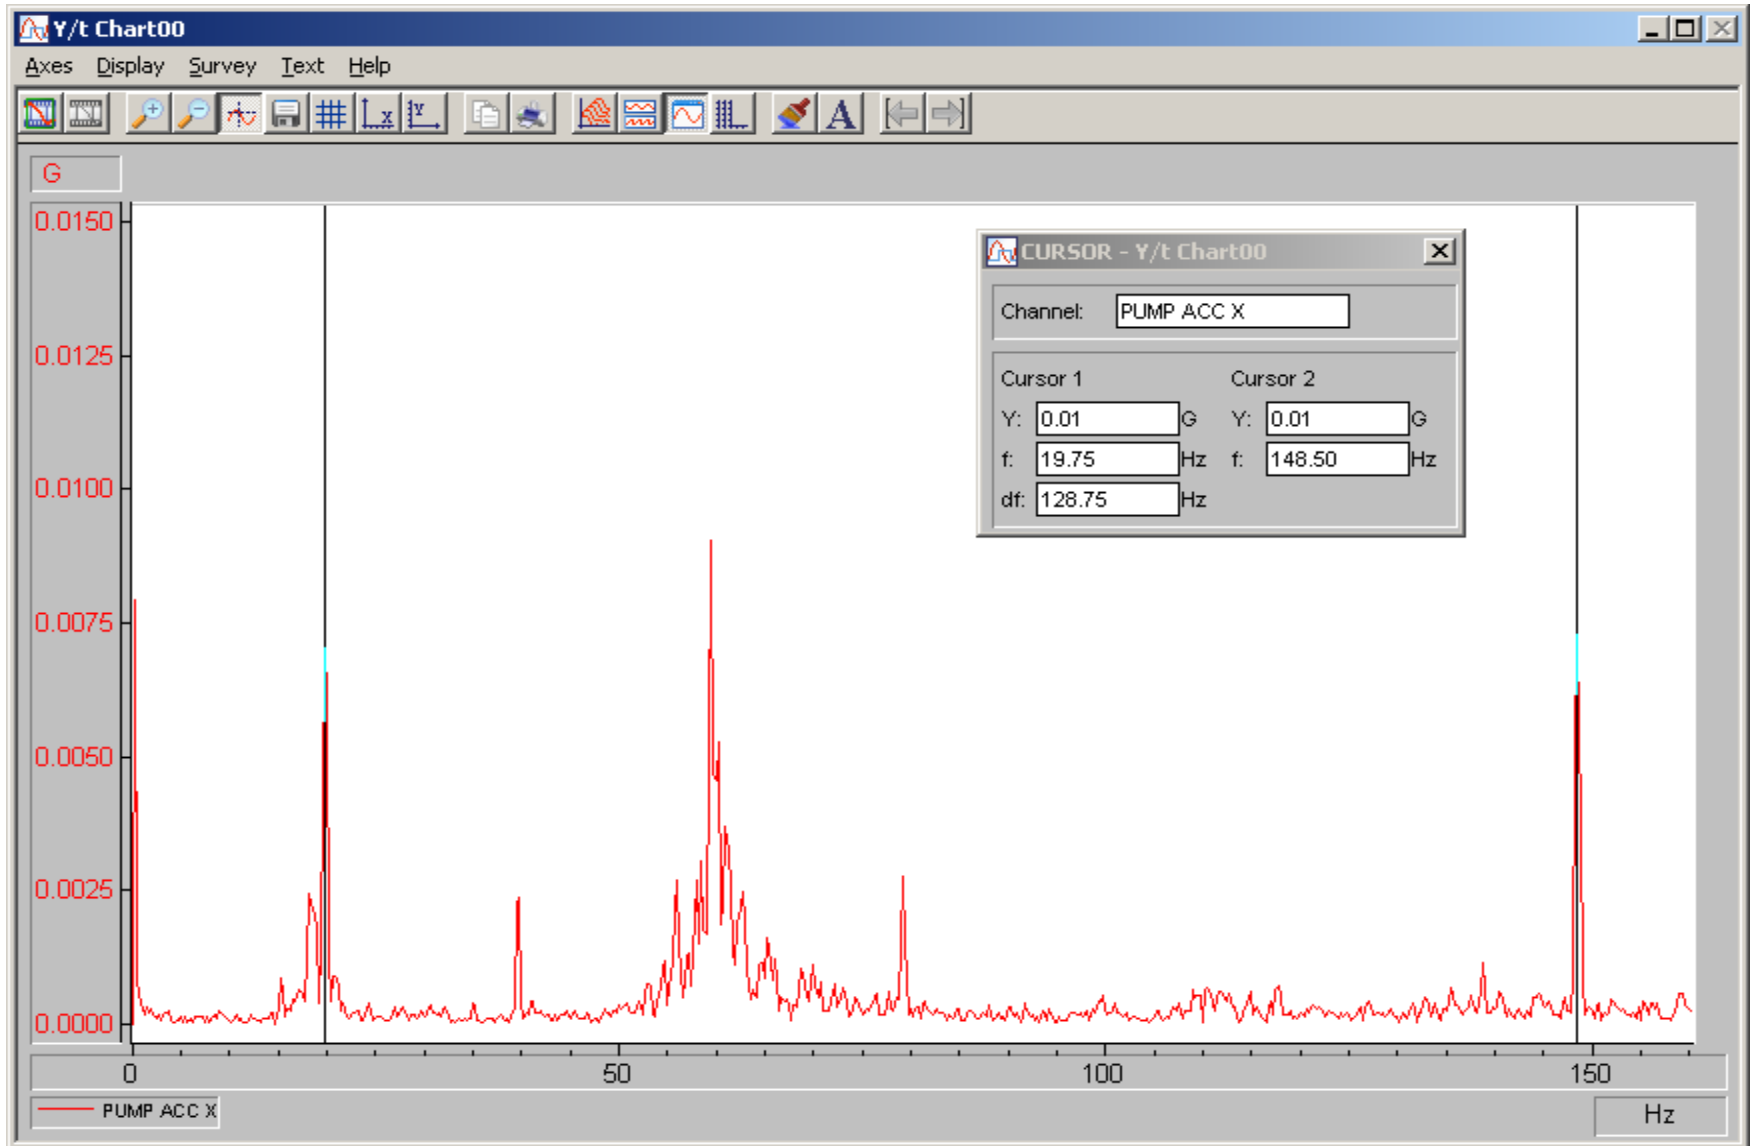 Y/t Chart00
Axes Display Survey Text Help
G
0.0150
0.0125
0.0100
0.0075
0.0050
0.0025
0.0000
CURSOR - Y/t Chart00
Channel: PUMP ACC X
Cursor 1 Cursor 2
Y: 0.01 G Y: 0.01 G
f: 19.75 Hz f: 148.50 Hz
df: 128.75 Hz
0 50 100 150
PUMP ACC X
Hz